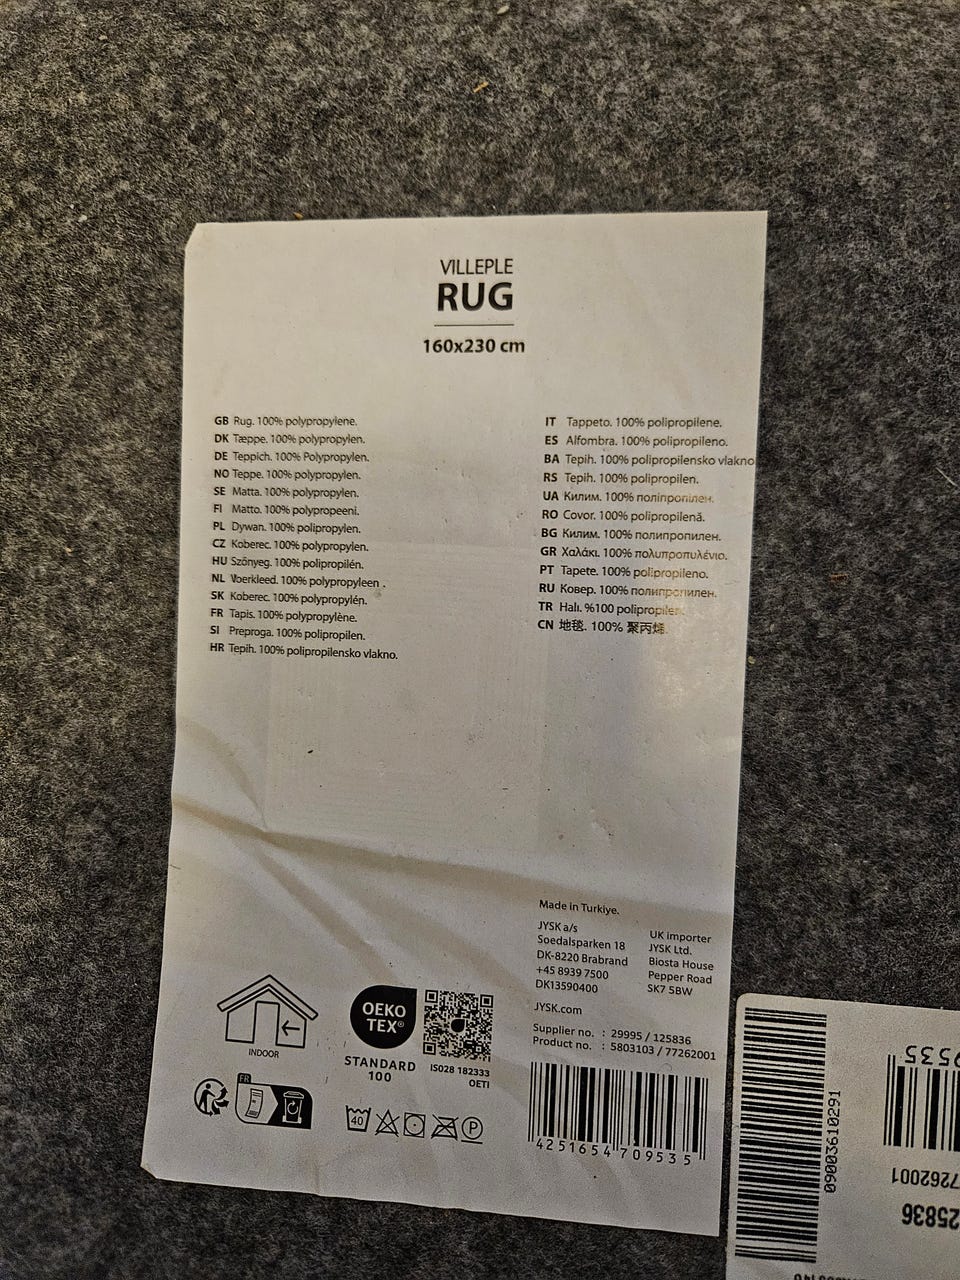 VILLEPLE
RUG
160x230 cm
GB Rug. 100% polypropylene.
DK Tæppe. 100% polypropylen.
DE Teppich. 100% Polypropylen.
NO Teppe. 100% polypropylen.
SE Matta. 100% polypropylen.
FI Matto. 100% polypropeeni.
PL Dywan. 100% polipropylen.
CZ Koberec. 100% polypropylen.
HU Szőnyeg. 100% polipropilén.
NL Vloerkleed. 100% polypropyleen .
SK Koberec. 100% polypropylén.
FR Tapis. 100% polypropylène.
SI Preproga. 100% polipropilen.
HR Tepih. 100% polipropilensko vlakno.
IT Tappeto. 100% polipropilene.
ES Alfombra. 100% polipropileno.
BA Tepih. 100% polipropilensko vlakno
RS Tepih. 100% polipropilen.
UA Килим. 100% поліпропілен.
RO Covor. 100% polipropilenă.
BG Килим. 100% полипропилен.
GR Χαλάκι. 100% πολυπροπυλένιο.
PT Tapete. 100% polipropileno.
RU Ковер. 100% полипропилен.
TR Halı. %100 polipropilen.
CN 地毯. 100% 聚丙烯.
Made in Turkiye.
JYSK a/s
Soedalsparken 18
DK-8220 Brabrand
+45 8939 7500
DK13590400
JYSK.com
UK importer
JYSK Ltd.
Biosta House
Pepper Road
SK7 5BW
Supplier no. : 29995 / 125836
Product no. : 5803103 / 77262001
INDOOR
OEKO
TEX®
STANDARD
100
IS028 182333
OETI
FR
40
P
4251654709535
09003610291
9535
7262001
25836